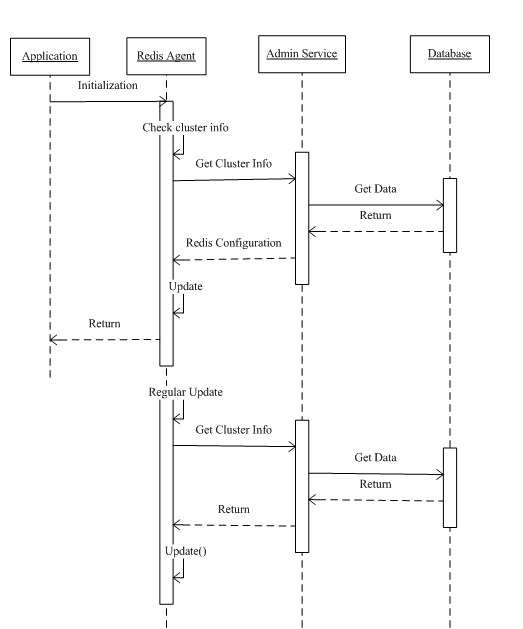 Application
Redis Agent
Admin Service
Database
Initialization
Check cluster info
Get Cluster Info
Get Data
Return
Redis Configuration
Update
Return
Regular Update
Get Cluster Info
Get Data
Return
Return
Update()